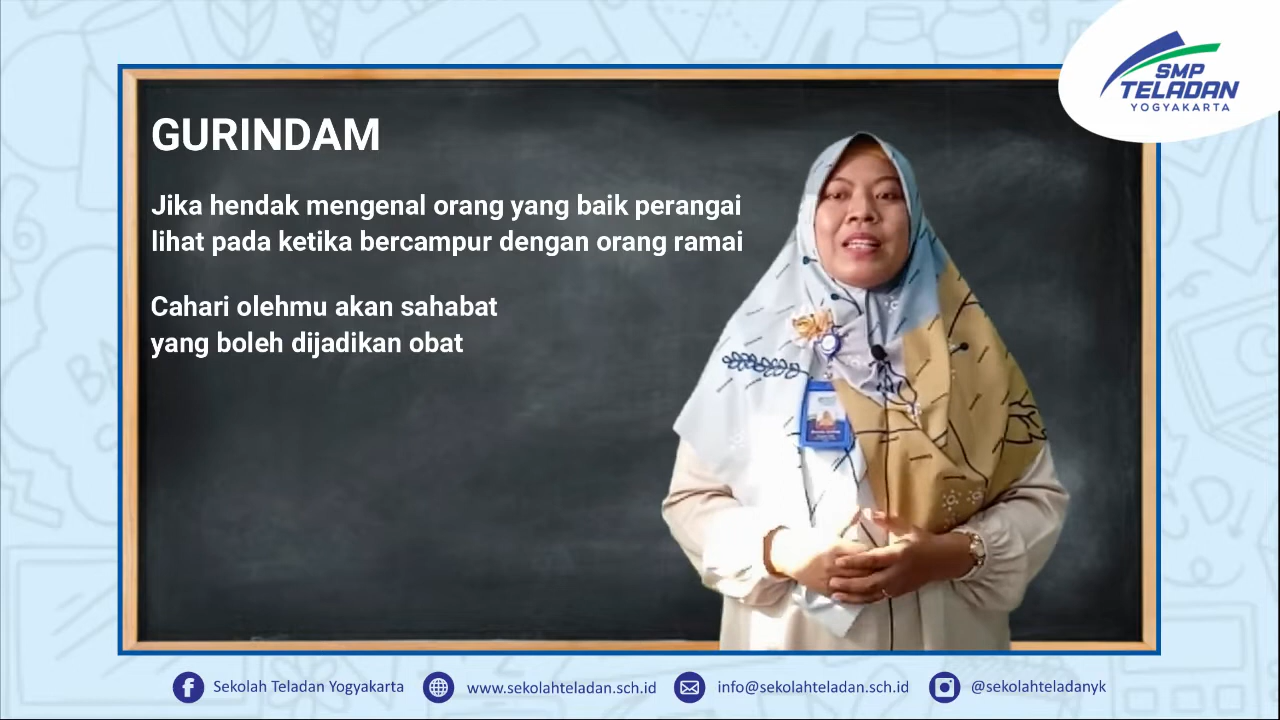 SMP
TELADAN
YOGYAKARTA
GURINDAM
Jika hendak mengenal orang yang baik perangai
lihat pada ketika bercampur dengan orang ramai
Cahari olehmu akan sahabat
yang boleh dijadikan obat
Sekolah Teladan Yogyakarta
www.sekolahteladan.sch.id
info@sekolahteladan.sch.id
@sekolahteladanyk